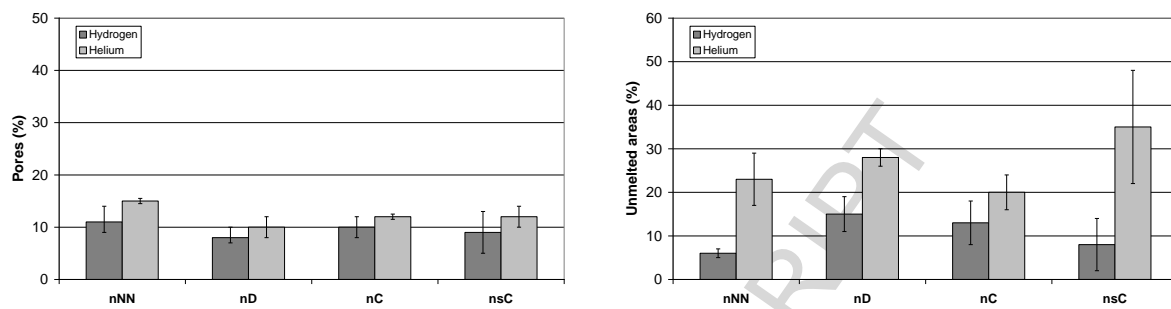 Pores (%)
50
40
30
20
10
0
Hydrogen
Helium
nNN nD nC nsC
Unmelted areas (%)
60
50
40
30
20
10
0
Hydrogen
Helium
nNN nD nC nsC
RIPT